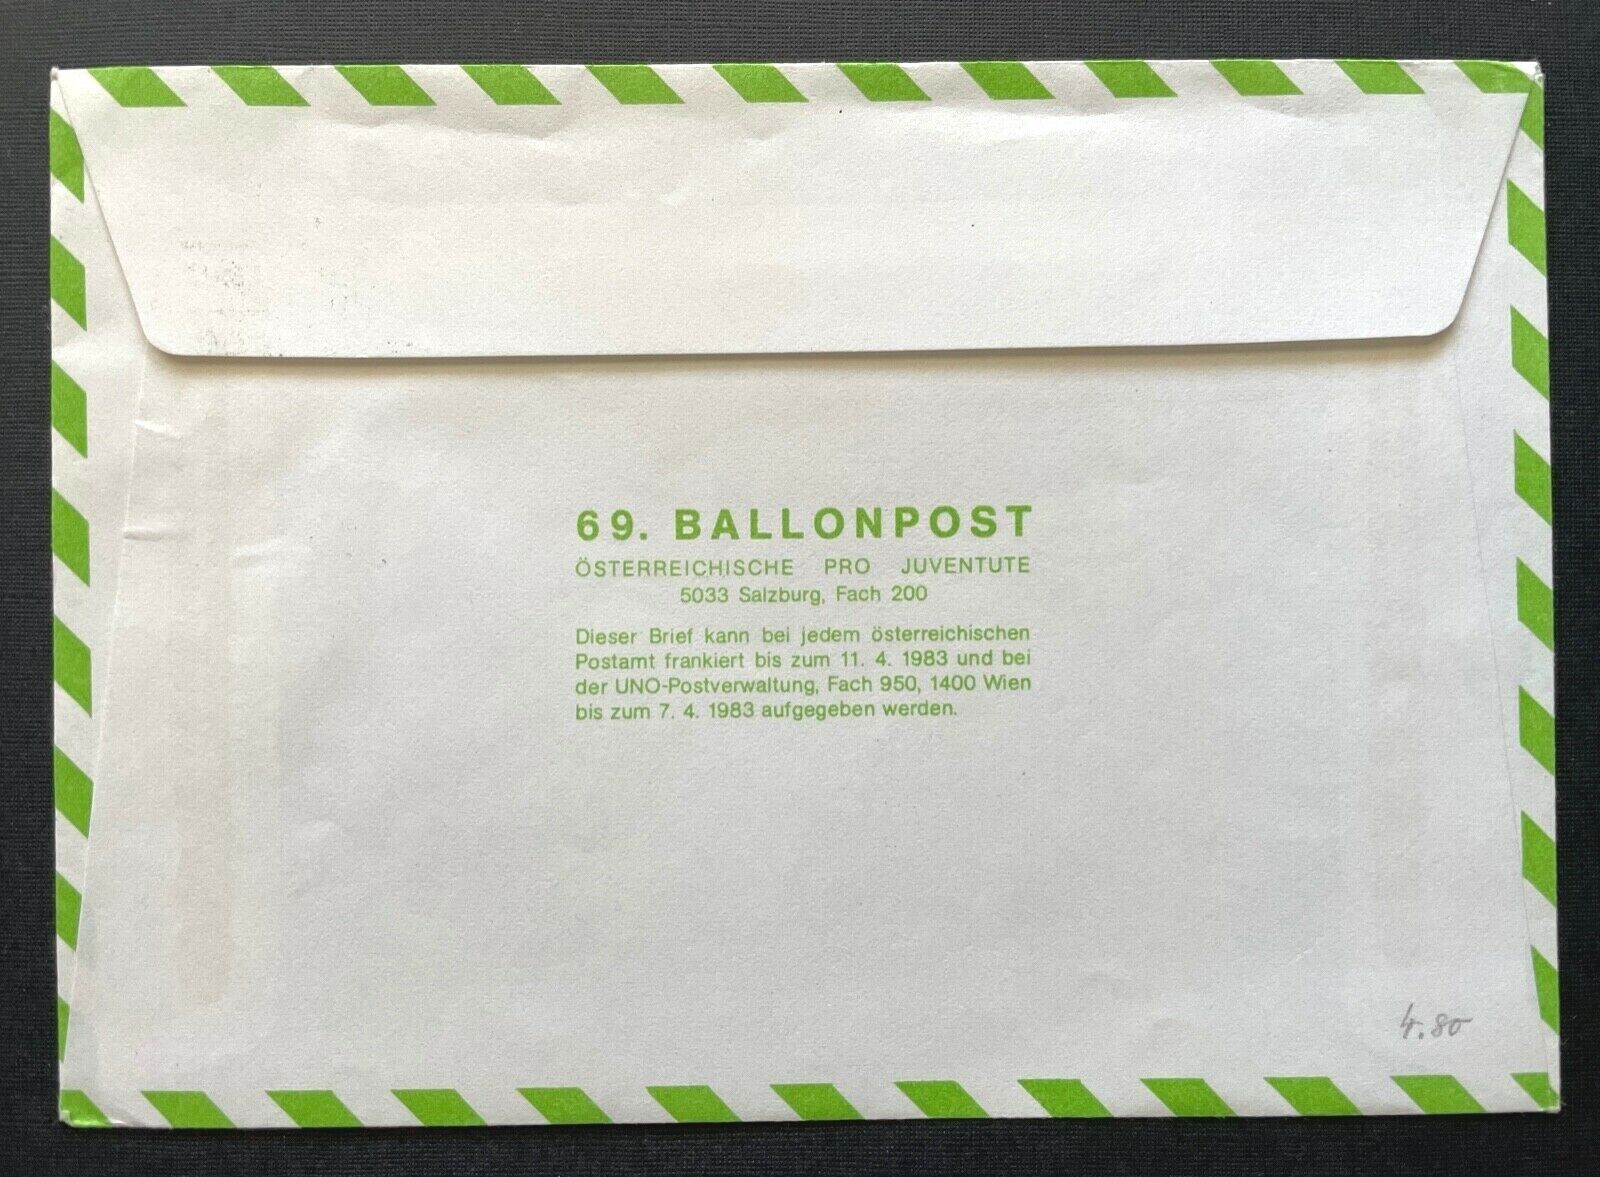 69. BALLONPOST
ÖSTERREICHISCHE PRO JUVENTUTE
5033 Salzburg, Fach 200
Dieser Brief kann bei jedem österreichischen
Postamt frankiert bis zum 11. 4. 1983 und bei
der UNO-Postverwaltung, Fach 950, 1400 Wien
bis zum 7. 4. 1983 aufgegeben werden.
4.80